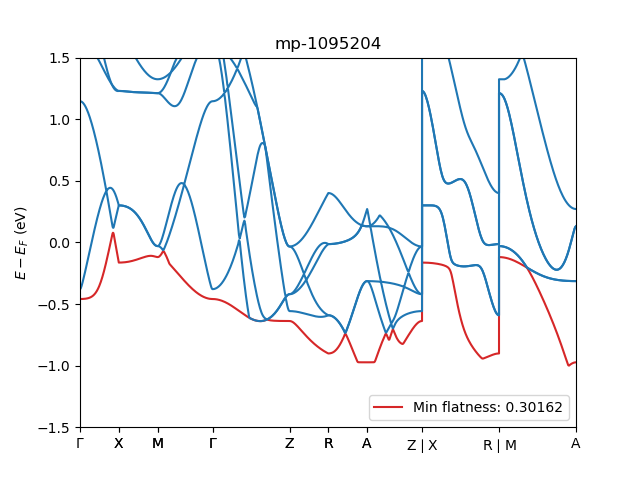 mp-1095204
E − E_F (eV)
1.5
1.0
0.5
0.0
−0.5
−1.0
−1.5
Min flatness: 0.30162
Γ X M Γ Z R A Z | X R | M A